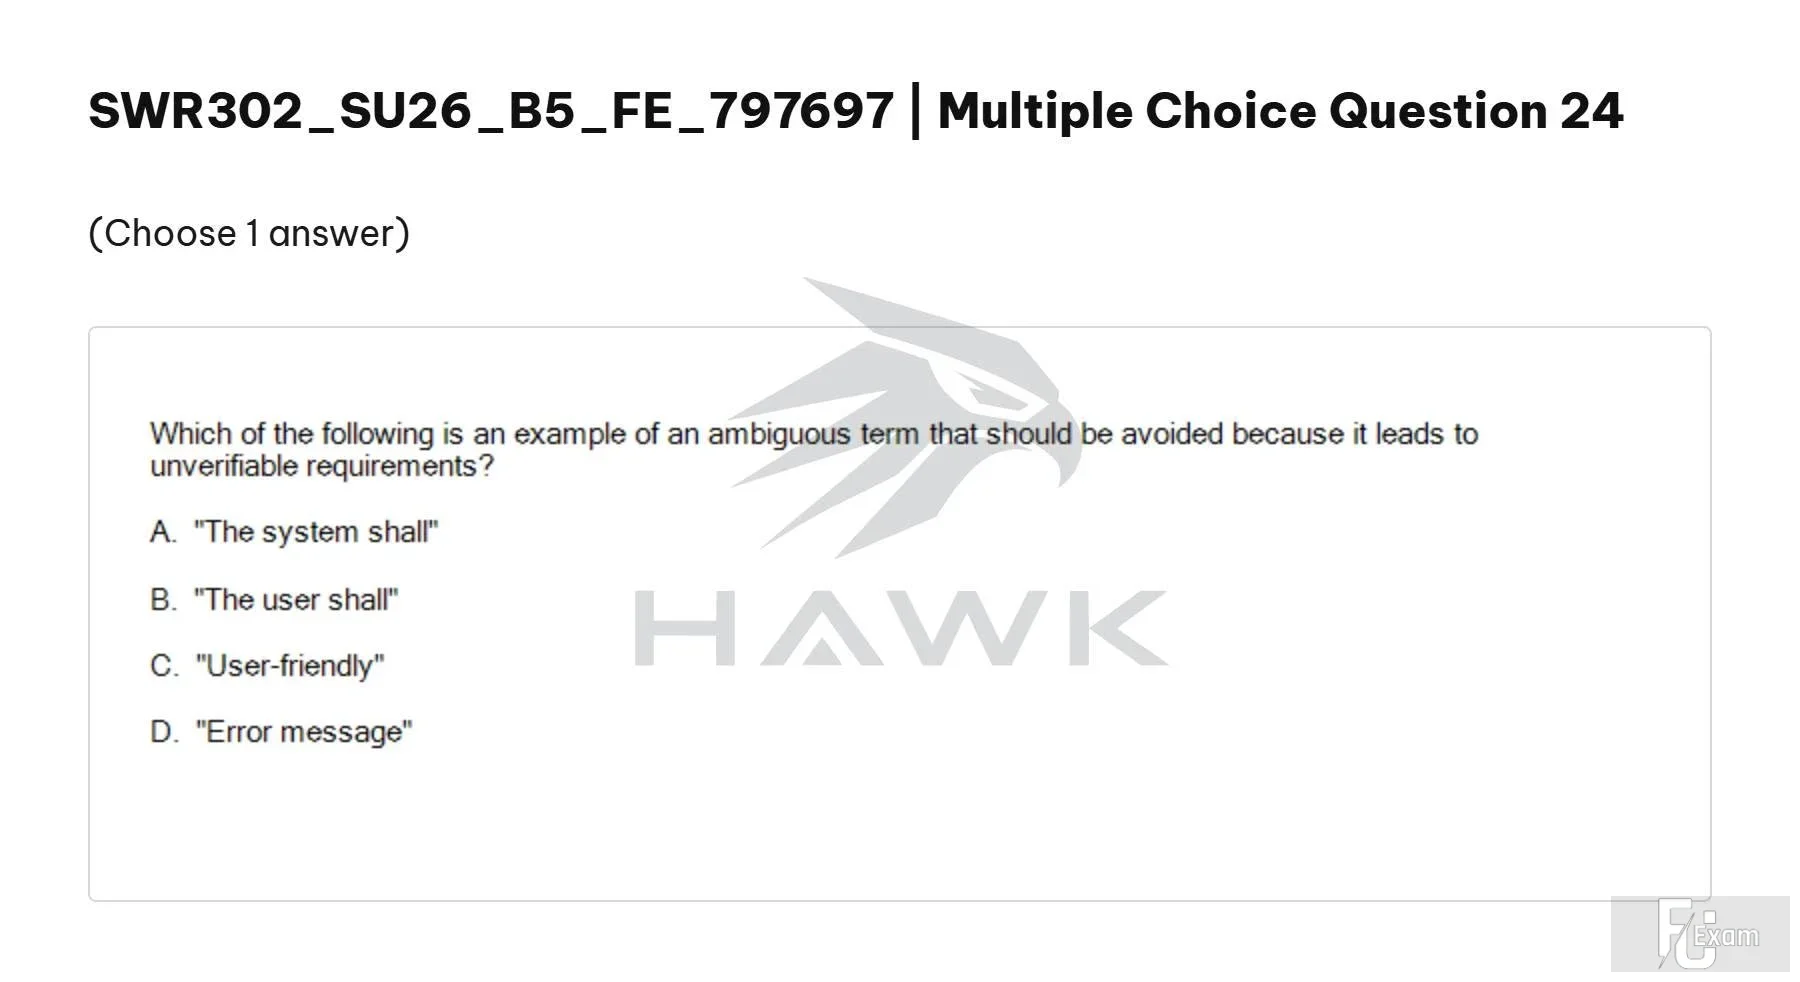 SWR302_SU26_B5_FE_797697 | Multiple Choice Question 24
(Choose 1 answer)
Which of the following is an example of an ambiguous term that should be avoided because it leads to
unverifiable requirements?
A. "The system shall"
B. "The user shall"
C. "User-friendly"
D. "Error message"
HAWK
FU Exam